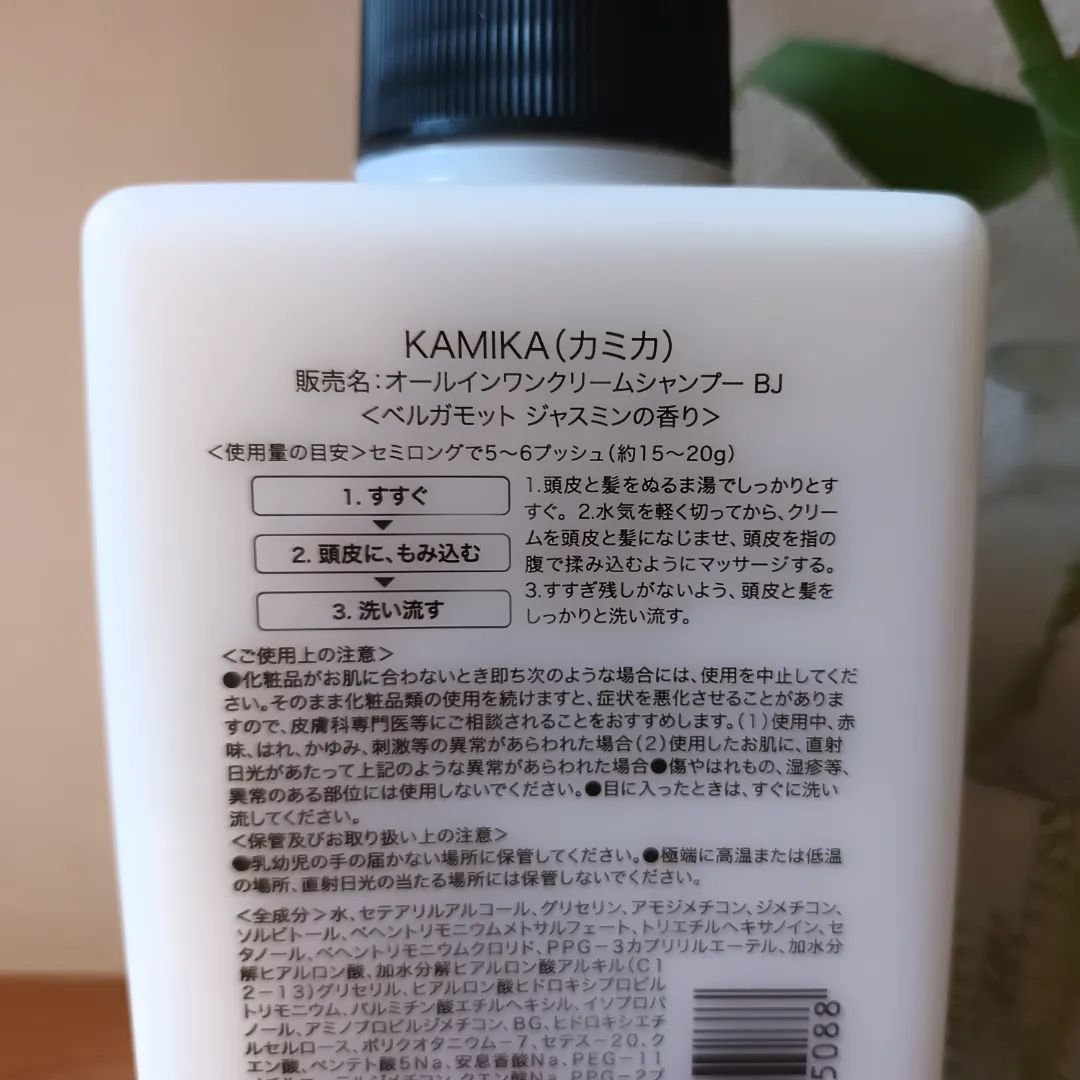 KAMIKA（カミカ）
販売名：オールインワンクリームシャンプー BJ
＜ベルガモット ジャスミンの香り＞
＜使用量の目安＞セミロングで5〜6プッシュ（約15〜20g）
1. すすぐ
2. 頭皮に、もみ込む
3. 洗い流す
1.頭皮と髪をぬるま湯でしっかりとす
すぐ。2.水気を軽く切ってから、クリー
ムを頭皮と髪になじませ、頭皮を指の
腹で揉み込むようにマッサージする。
3.すすぎ残しがないよう、頭皮と髪を
しっかりと洗い流す。
＜ご使用上の注意＞
●化粧品がお肌に合わないとき即ち次のような場合には、使用を中止してくだ
さい。そのまま化粧品類の使用を続けますと、症状を悪化させることがありま
すので、皮膚科専門医等にご相談されることをおすすめします。（1）使用中、赤
味、はれ、かゆみ、刺激等の異常があらわれた場合（2）使用したお肌に、直射
日光があたって上記のような異常があらわれた場合●傷やはれもの、湿疹等、
異常のある部位には使用しないでください。●目に入ったときは、すぐに洗い
流してください。
＜保管及びお取り扱い上の注意＞
●乳幼児の手の届かない場所に保管してください。●極端に高温または低温
の場所、直射日光の当たる場所には保管しないでください。
＜全成分＞水、セテアリルアルコール、グリセリン、アモジメチコン、ジメチコン、
ソルビトール、ベヘントリモニウムメトサルフェート、トリエチルヘキサノイン、セ
タノール、ベヘントリモニウムクロリド、PPG－3カプリリルエーテル、加水分
解ヒアルロン酸、加水分解ヒアルロン酸アルキル（C1
2－13）グリセリル、ヒアルロン酸ヒドロキシプロピル
トリモニウム、パルミチン酸エチルヘキシル、イソプロパ
ノール、アミノプロピルジメチコン、BG、ヒドロキシエチ
ルセルロース、ポリクオタニウム－7、セテス－20、ク
エン酸、ペンテト酸5Na、安息香酸Na、PEG－11
メチルエーテルジメチコン、クエン酸Na、PPG－2プ
5088